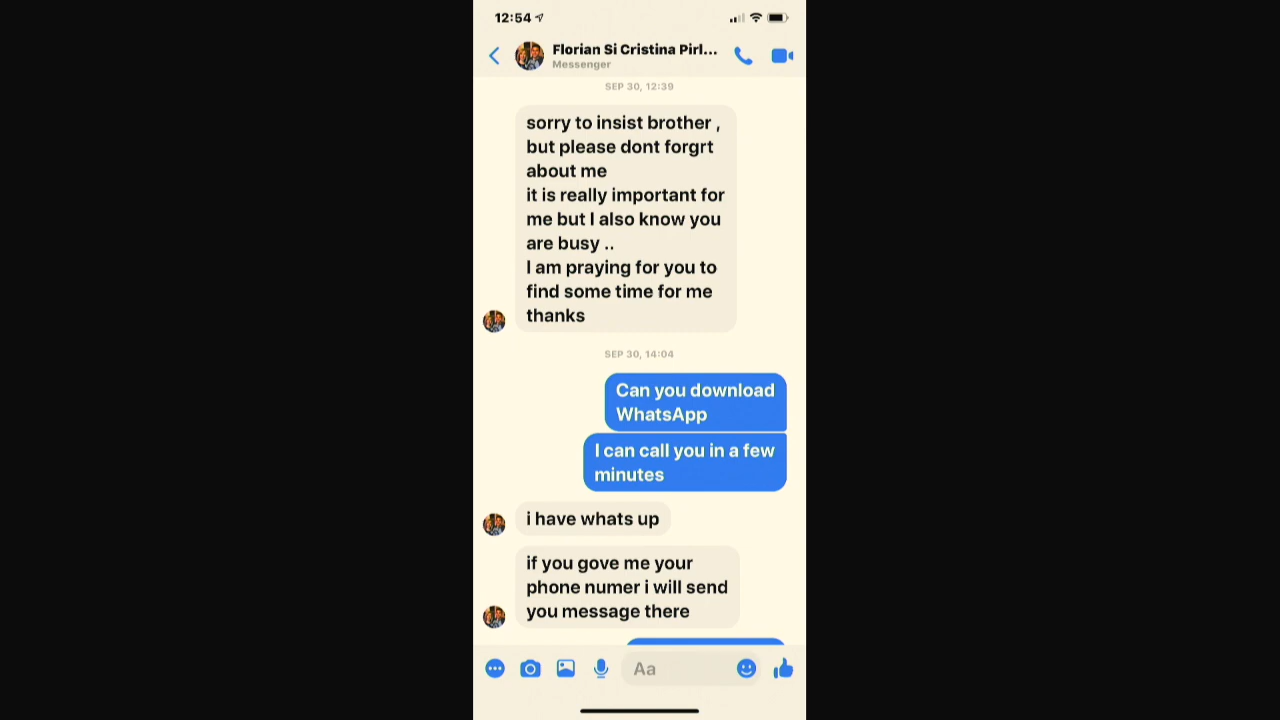 12:54
Florian Si Cristina Pirl...
Messenger
SEP 30, 12:39
sorry to insist brother ,
but please dont forgrt
about me
it is really important for
me but I also know you
are busy ..
I am praying for you to
find some time for me
thanks
SEP 30, 14:04
Can you download
WhatsApp
I can call you in a few
minutes
i have whats up
if you gove me your
phone numer i will send
you message there
Aa